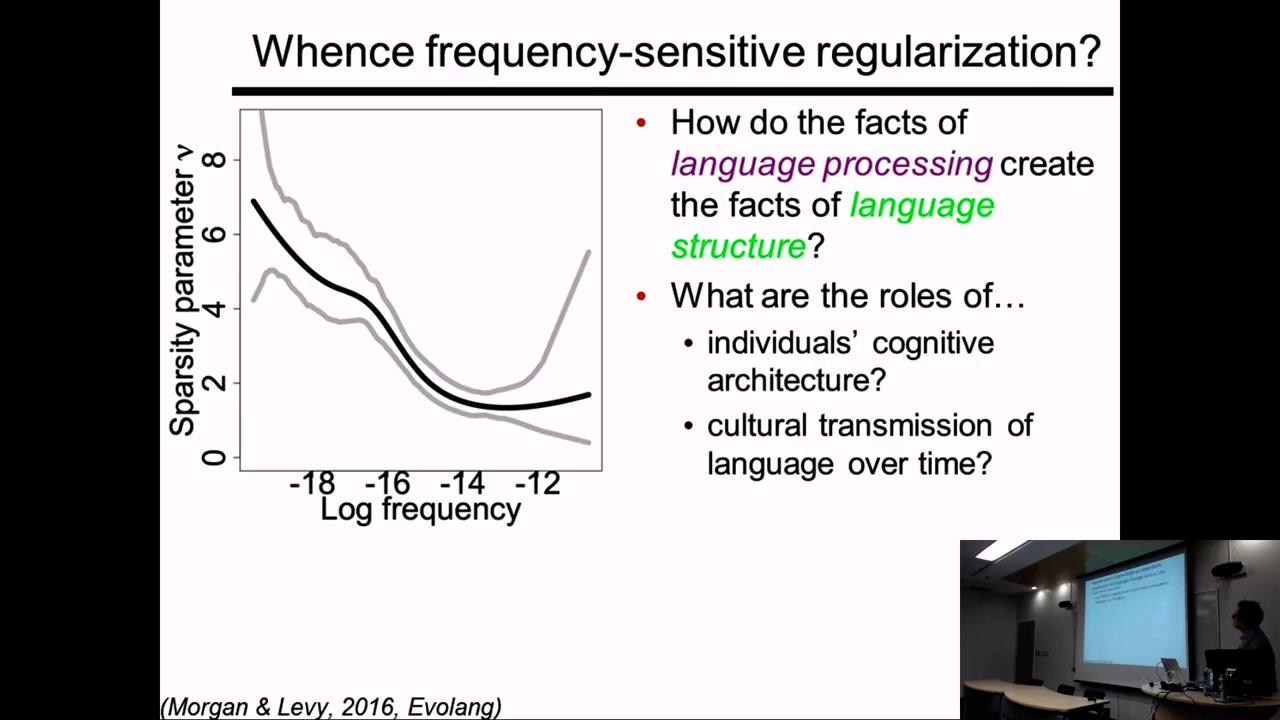 Whence frequency-sensitive regularization?
Sparsity parameter ν
8
6
4
2
0
-18 -16 -14 -12
Log frequency
• How do the facts of
language processing create
the facts of language
structure?
• What are the roles of…
• individuals’ cognitive
architecture?
• cultural transmission of
language over time?
(Morgan & Levy, 2016, Evolang)